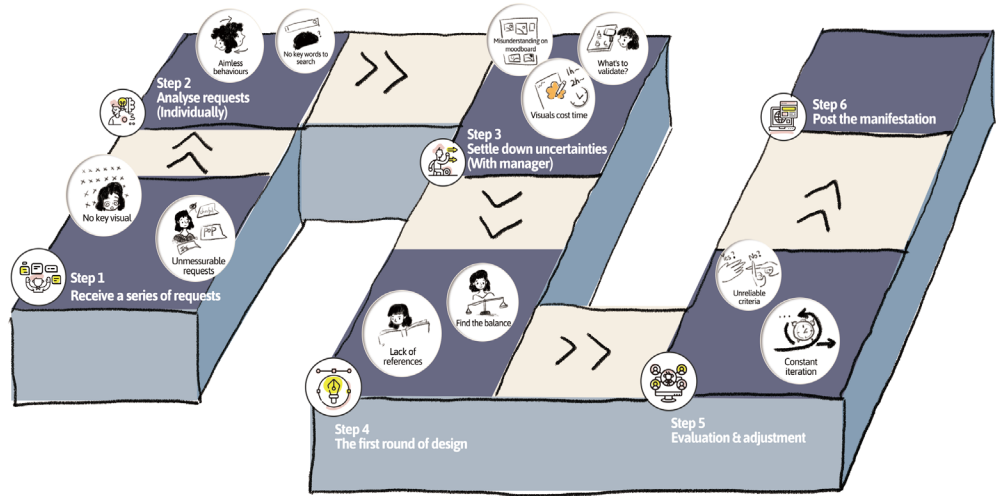 Step 1
Receive a series of requests
No key visual
Unmessurable
requests
Step 2
Analyse requests
(Individually)
Aimless
behaviours
No key words to
search
Step 3
Settle down uncertainties
(With manager)
Misunderstanding on
moodboard
Visuals cost time
1h~
2h~
What's to
validate?
Step 4
The first round of design
Lack of
references
Find the balance
Step 5
Evaluation & adjustment
Unreliable
criteria
No?
Constant
iteration
Step 6
Post the manifestation